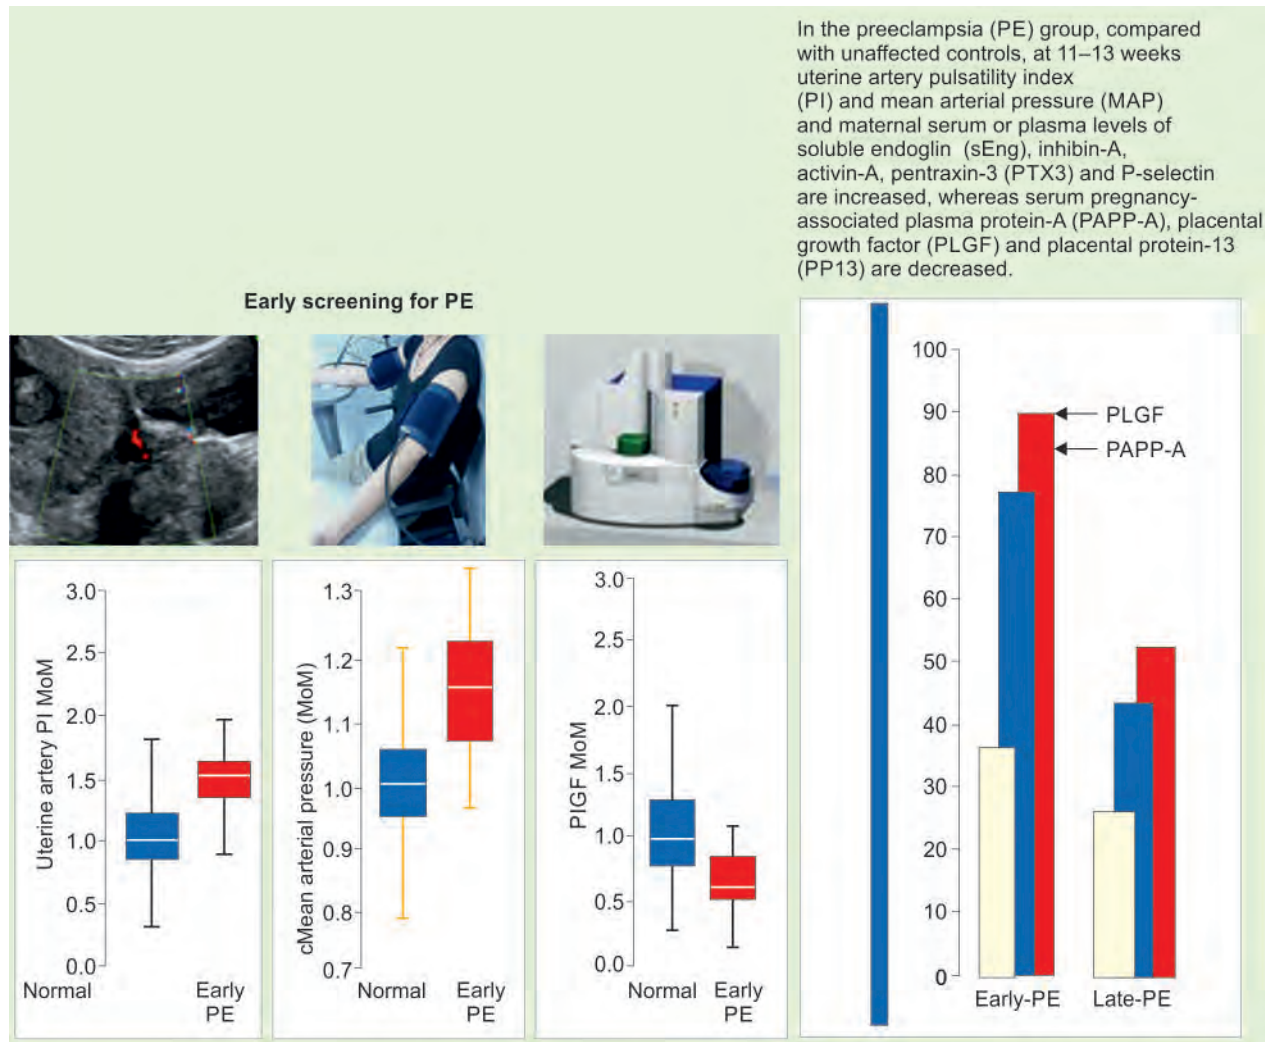 In the preeclampsia (PE) group, compared
with unaffected controls, at 11–13 weeks
uterine artery pulsatility index
(PI) and mean arterial pressure (MAP)
and maternal serum or plasma levels of
soluble endoglin (sEng), inhibin-A,
activin-A, pentraxin-3 (PTX3) and P-selectin
are increased, whereas serum pregnancy-
associated plasma protein-A (PAPP-A), placental
growth factor (PLGF) and placental protein-13
(PP13) are decreased.
Early screening for PE
Uterine artery PI MoM
3.0
2.5
2.0
1.5
1.0
0.5
0.0
Normal
Early
PE
cMean arterial pressure (MoM)
1.3
1.2
1.1
1.0
0.9
0.8
0.7
Normal
Early
PE
PIGF MoM
3.0
2.5
2.0
1.5
1.0
0.5
0.0
Normal
Early
PE
100
90
80
70
60
50
40
30
20
10
0
PLGF
PAPP-A
Early-PE
Late-PE